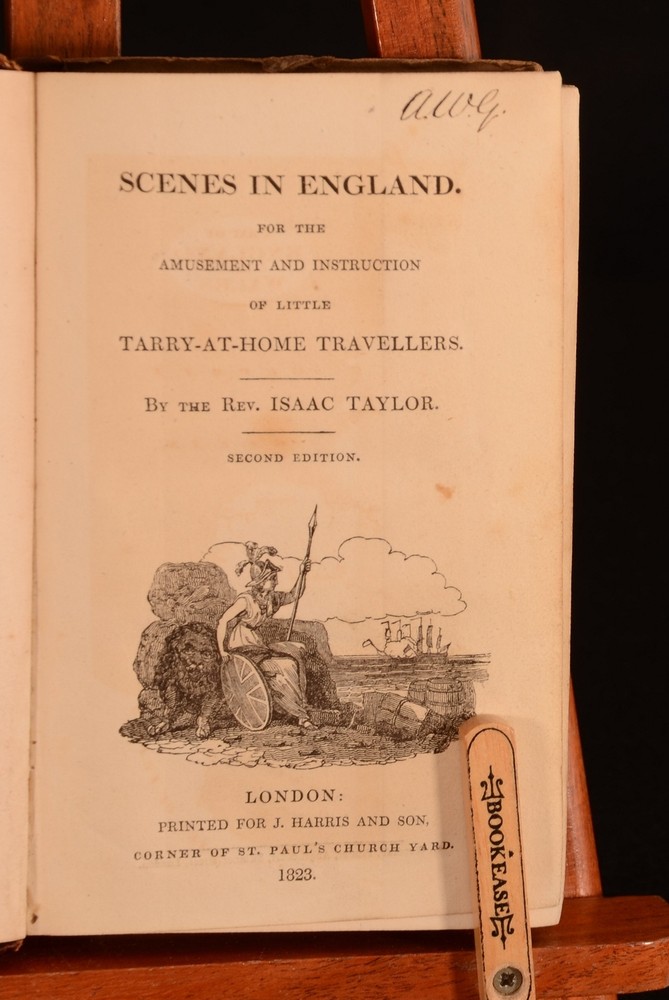 A.W.G.
SCENES IN ENGLAND.
FOR THE
AMUSEMENT AND INSTRUCTION
OF LITTLE
TARRY-AT-HOME TRAVELLERS.
BY THE REV. ISAAC TAYLOR.
SECOND EDITION.
LONDON:
PRINTED FOR J. HARRIS AND SON,
CORNER OF ST. PAUL'S CHURCH YARD.
1823.
BOOKEASE